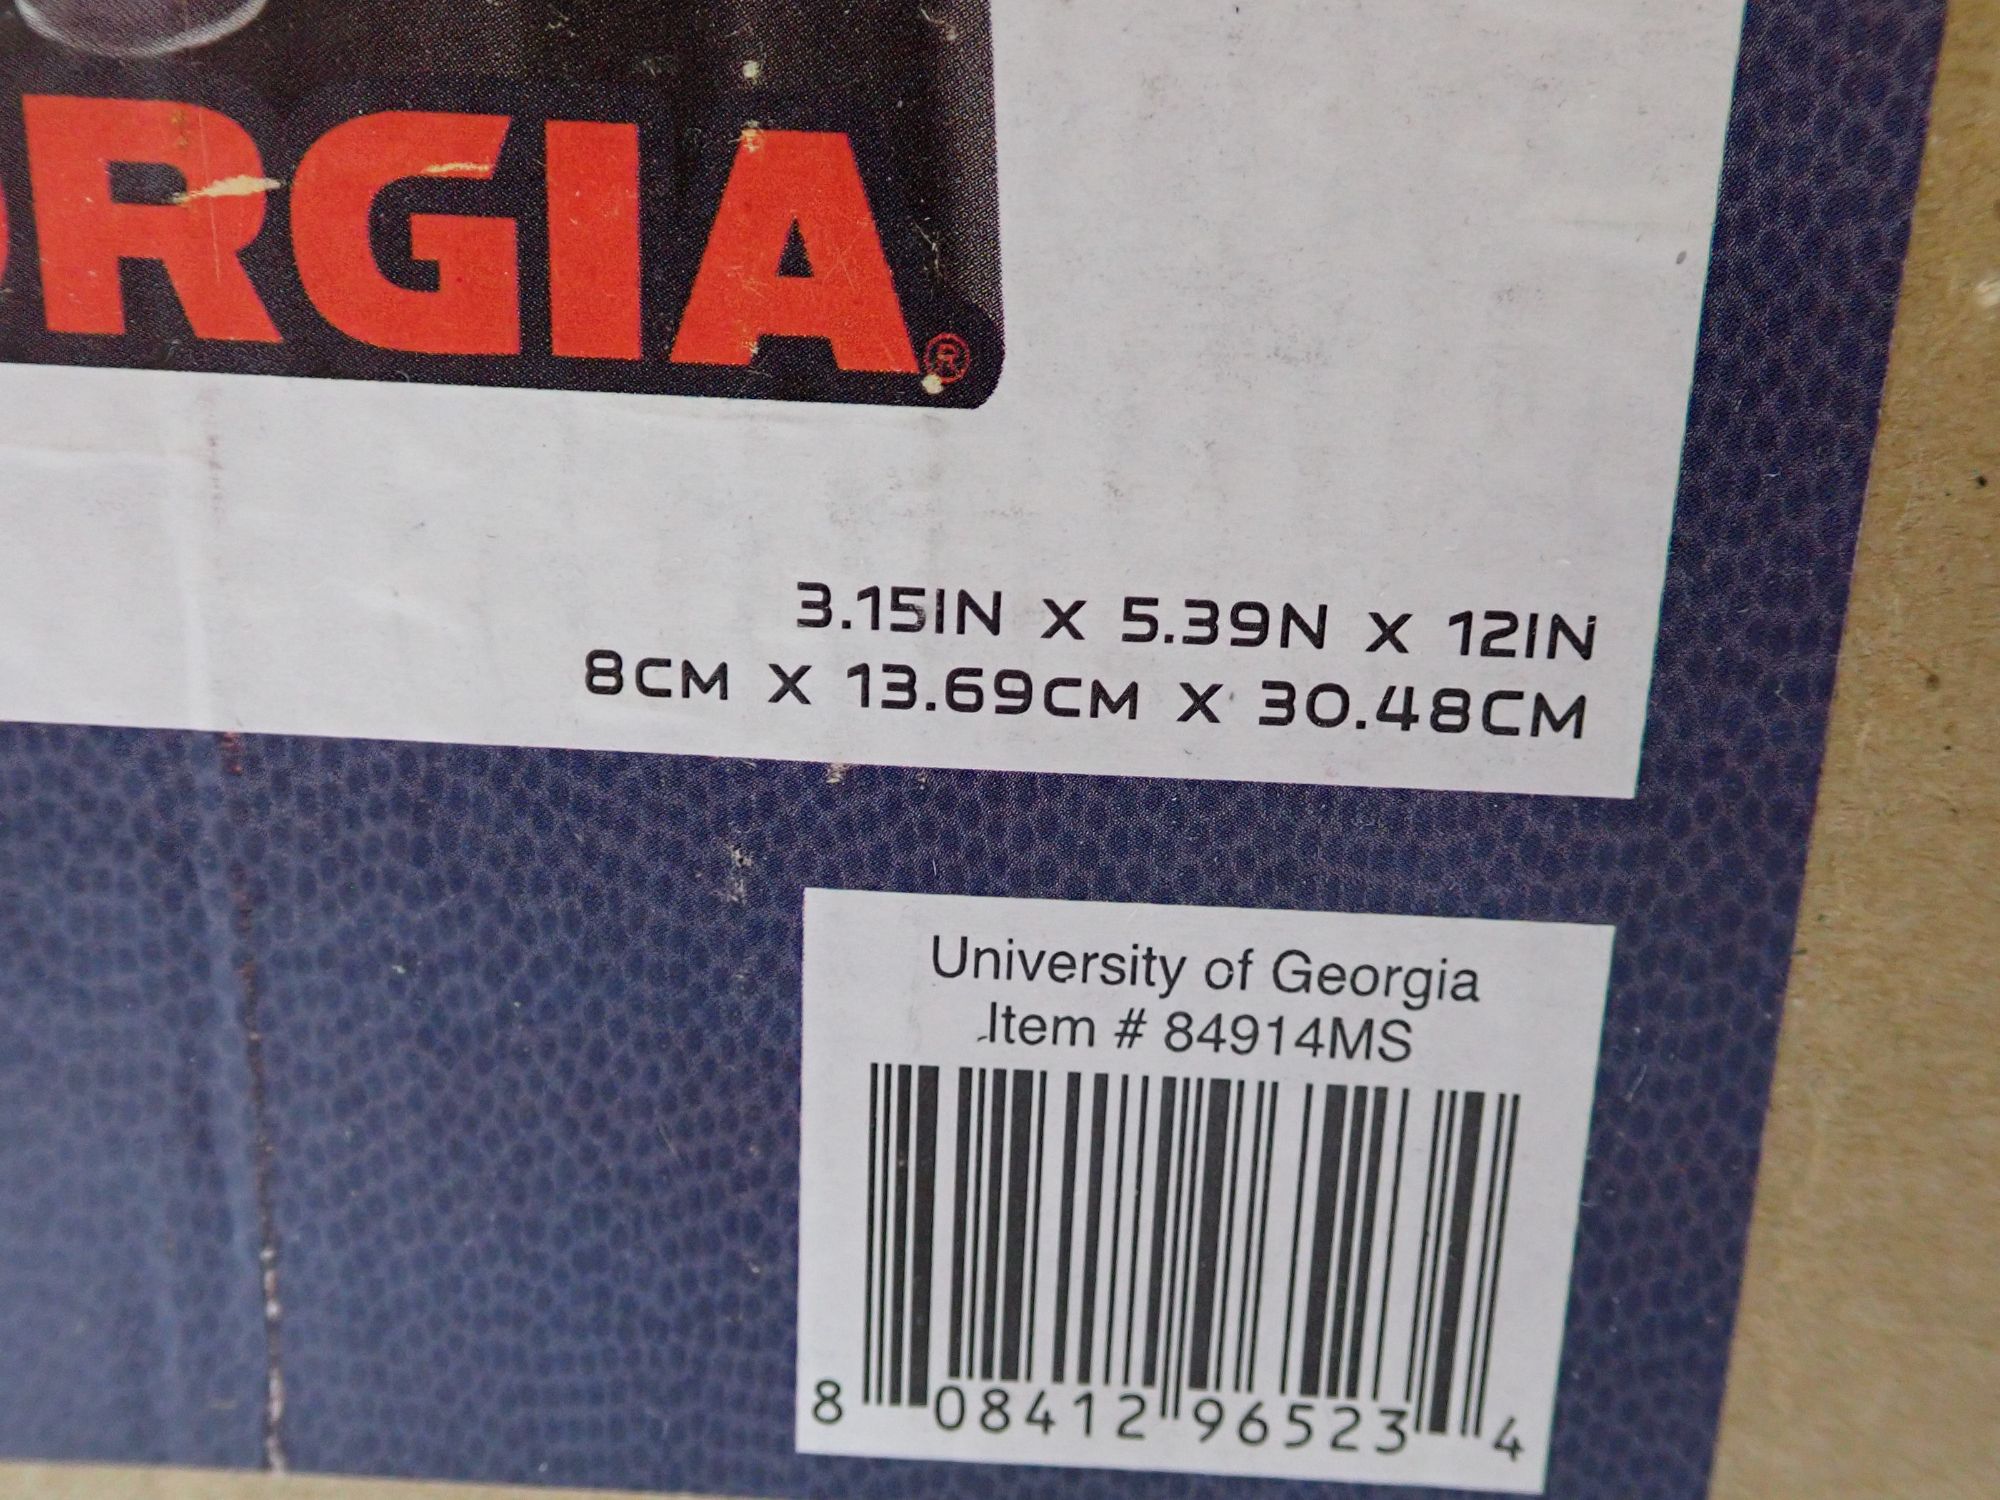 ORGIA®
3.15IN X 5.39N X 12IN
8CM X 13.69CM X 30.48CM
University of Georgia
Item # 84914MS
8 08412 96523 4